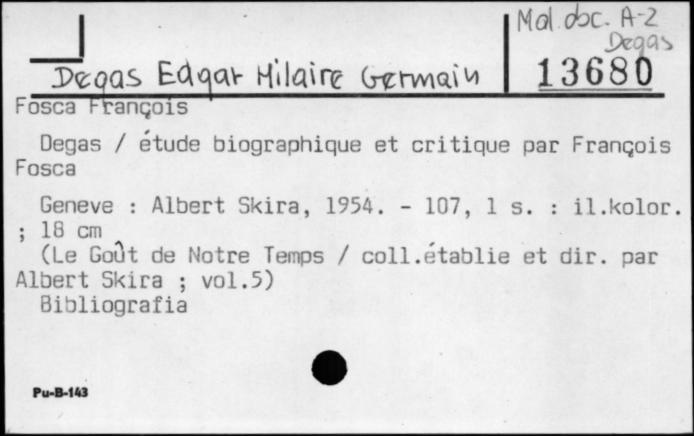 Mal. doc. A-2
Degas
Degas Edgar Hilaire Germain
13680
Fosca François
Degas / étude biographique et critique par François
Fosca
Geneve : Albert Skira, 1954. - 107, 1 s. : il.kolor.
; 18 cm
(Le Goût de Notre Temps / coll.établie et dir. par
Albert Skira ; vol.5)
Bibliografia
Pu-B-143